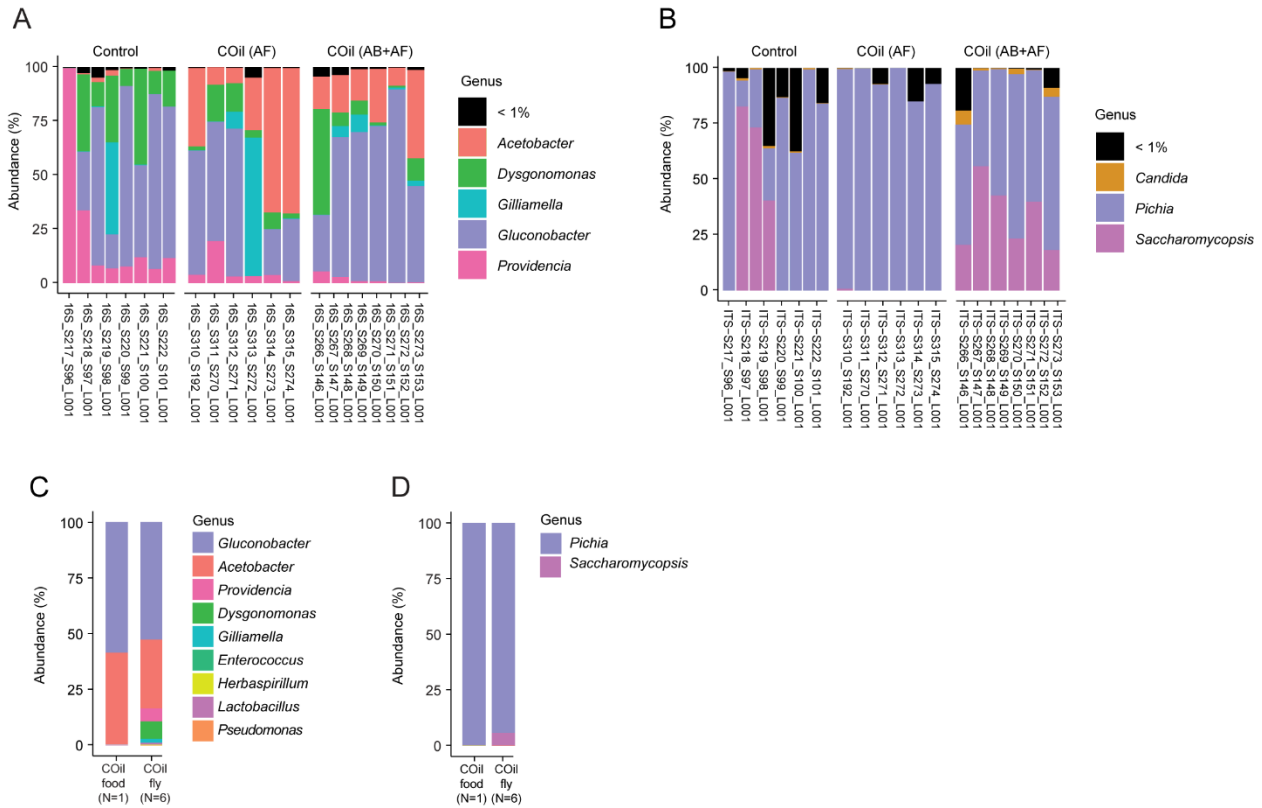 A
Control
COil (AF)
COil (AB+AF)
100
75
50
25
0
Abundance (%)
16S_S217_S96_L001
16S_S218_S97_L001
16S_S219_S98_L001
16S_S220_S99_L001
16S_S221_S100_L001
16S_S222_S101_L001
16S_S310_S192_L001
16S_S311_S270_L001
16S_S312_S271_L001
16S_S313_S272_L001
16S_S314_S273_L001
16S_S315_S274_L001
16S_S266_S146_L001
16S_S267_S147_L001
16S_S268_S148_L001
16S_S269_S149_L001
16S_S270_S150_L001
16S_S271_S151_L001
16S_S272_S152_L001
16S_S273_S153_L001
Genus
< 1%
Acetobacter
Dysgonomonas
Gilliamella
Gluconobacter
Providencia
B
Control
COil (AF)
COil (AB+AF)
100
75
50
25
0
Abundance (%)
ITS-S217_S96_L001
ITS-S218_S97_L001
ITS-S219_S98_L001
ITS-S220_S99_L001
ITS-S221_S100_L001
ITS-S222_S101_L001
ITS-S310_S192_L001
ITS-S311_S270_L001
ITS-S312_S271_L001
ITS-S313_S272_L001
ITS-S314_S273_L001
ITS-S315_S274_L001
ITS-S266_S146_L001
ITS-S267_S147_L001
ITS-S268_S148_L001
ITS-S269_S149_L001
ITS-S270_S150_L001
ITS-S271_S151_L001
ITS-S272_S152_L001
ITS-S273_S153_L001
Genus
< 1%
Candida
Pichia
Saccharomycopsis
C
100
75
50
25
0
Abundance (%)
COil
food
(N=1)
COil
fly
(N=6)
Genus
Gluconobacter
Acetobacter
Providencia
Dysgonomonas
Gilliamella
Enterococcus
Herbaspirillum
Lactobacillus
Pseudomonas
D
100
75
50
25
0
Abundance (%)
COil
food
(N=1)
COil
fly
(N=6)
Genus
Pichia
Saccharomycopsis